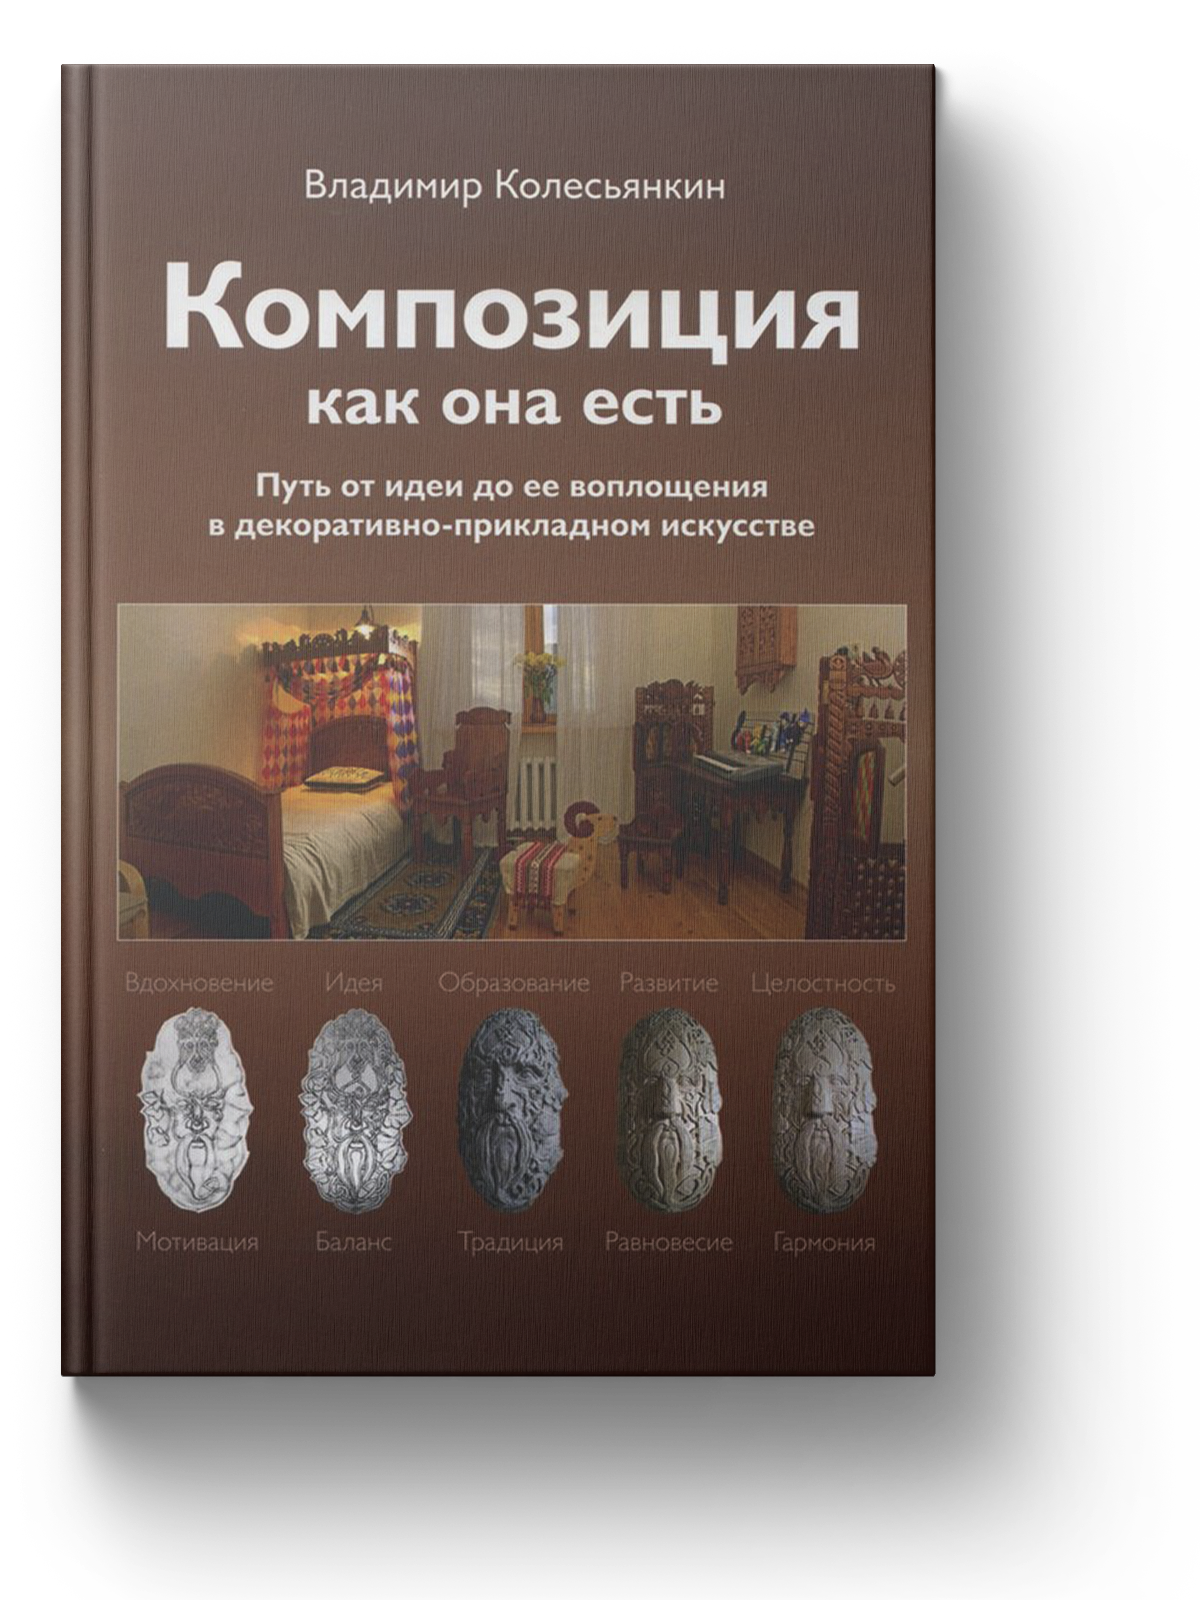 Владимир Колесьянкин
Композиция
как она есть
Путь от идеи до ее воплощения
в декоративно-прикладном искусстве
Вдохновение Идея Образование Развитие Целостность
Мотивация Баланс Традиция Равновесие Гармония